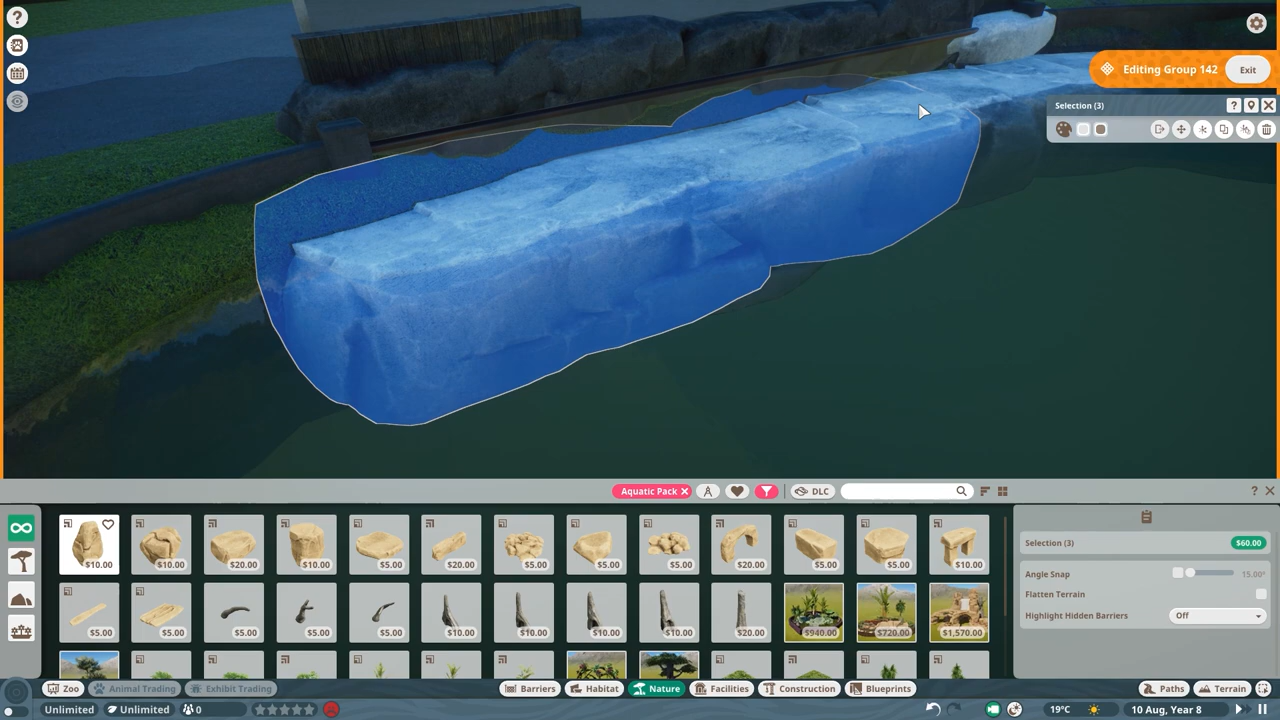 ?
Editing Group 142
Exit
Selection (3)
?
Aquatic Pack
DLC
?
$10.00 $10.00 $20.00 $10.00 $5.00 $20.00 $5.00 $5.00 $5.00 $20.00 $5.00 $5.00 $10.00
$5.00 $5.00 $5.00 $5.00 $5.00 $10.00 $10.00 $10.00 $10.00 $20.00 $940.00 $720.00 $1,570.00
Selection (3) $60.00
Angle Snap 15.00°
Flatten Terrain
Highlight Hidden Barriers Off
Zoo Animal Trading Exhibit Trading Barriers Habitat Nature Facilities Construction Blueprints Paths Terrain
Unlimited Unlimited 0 19°C 10 Aug, Year 8